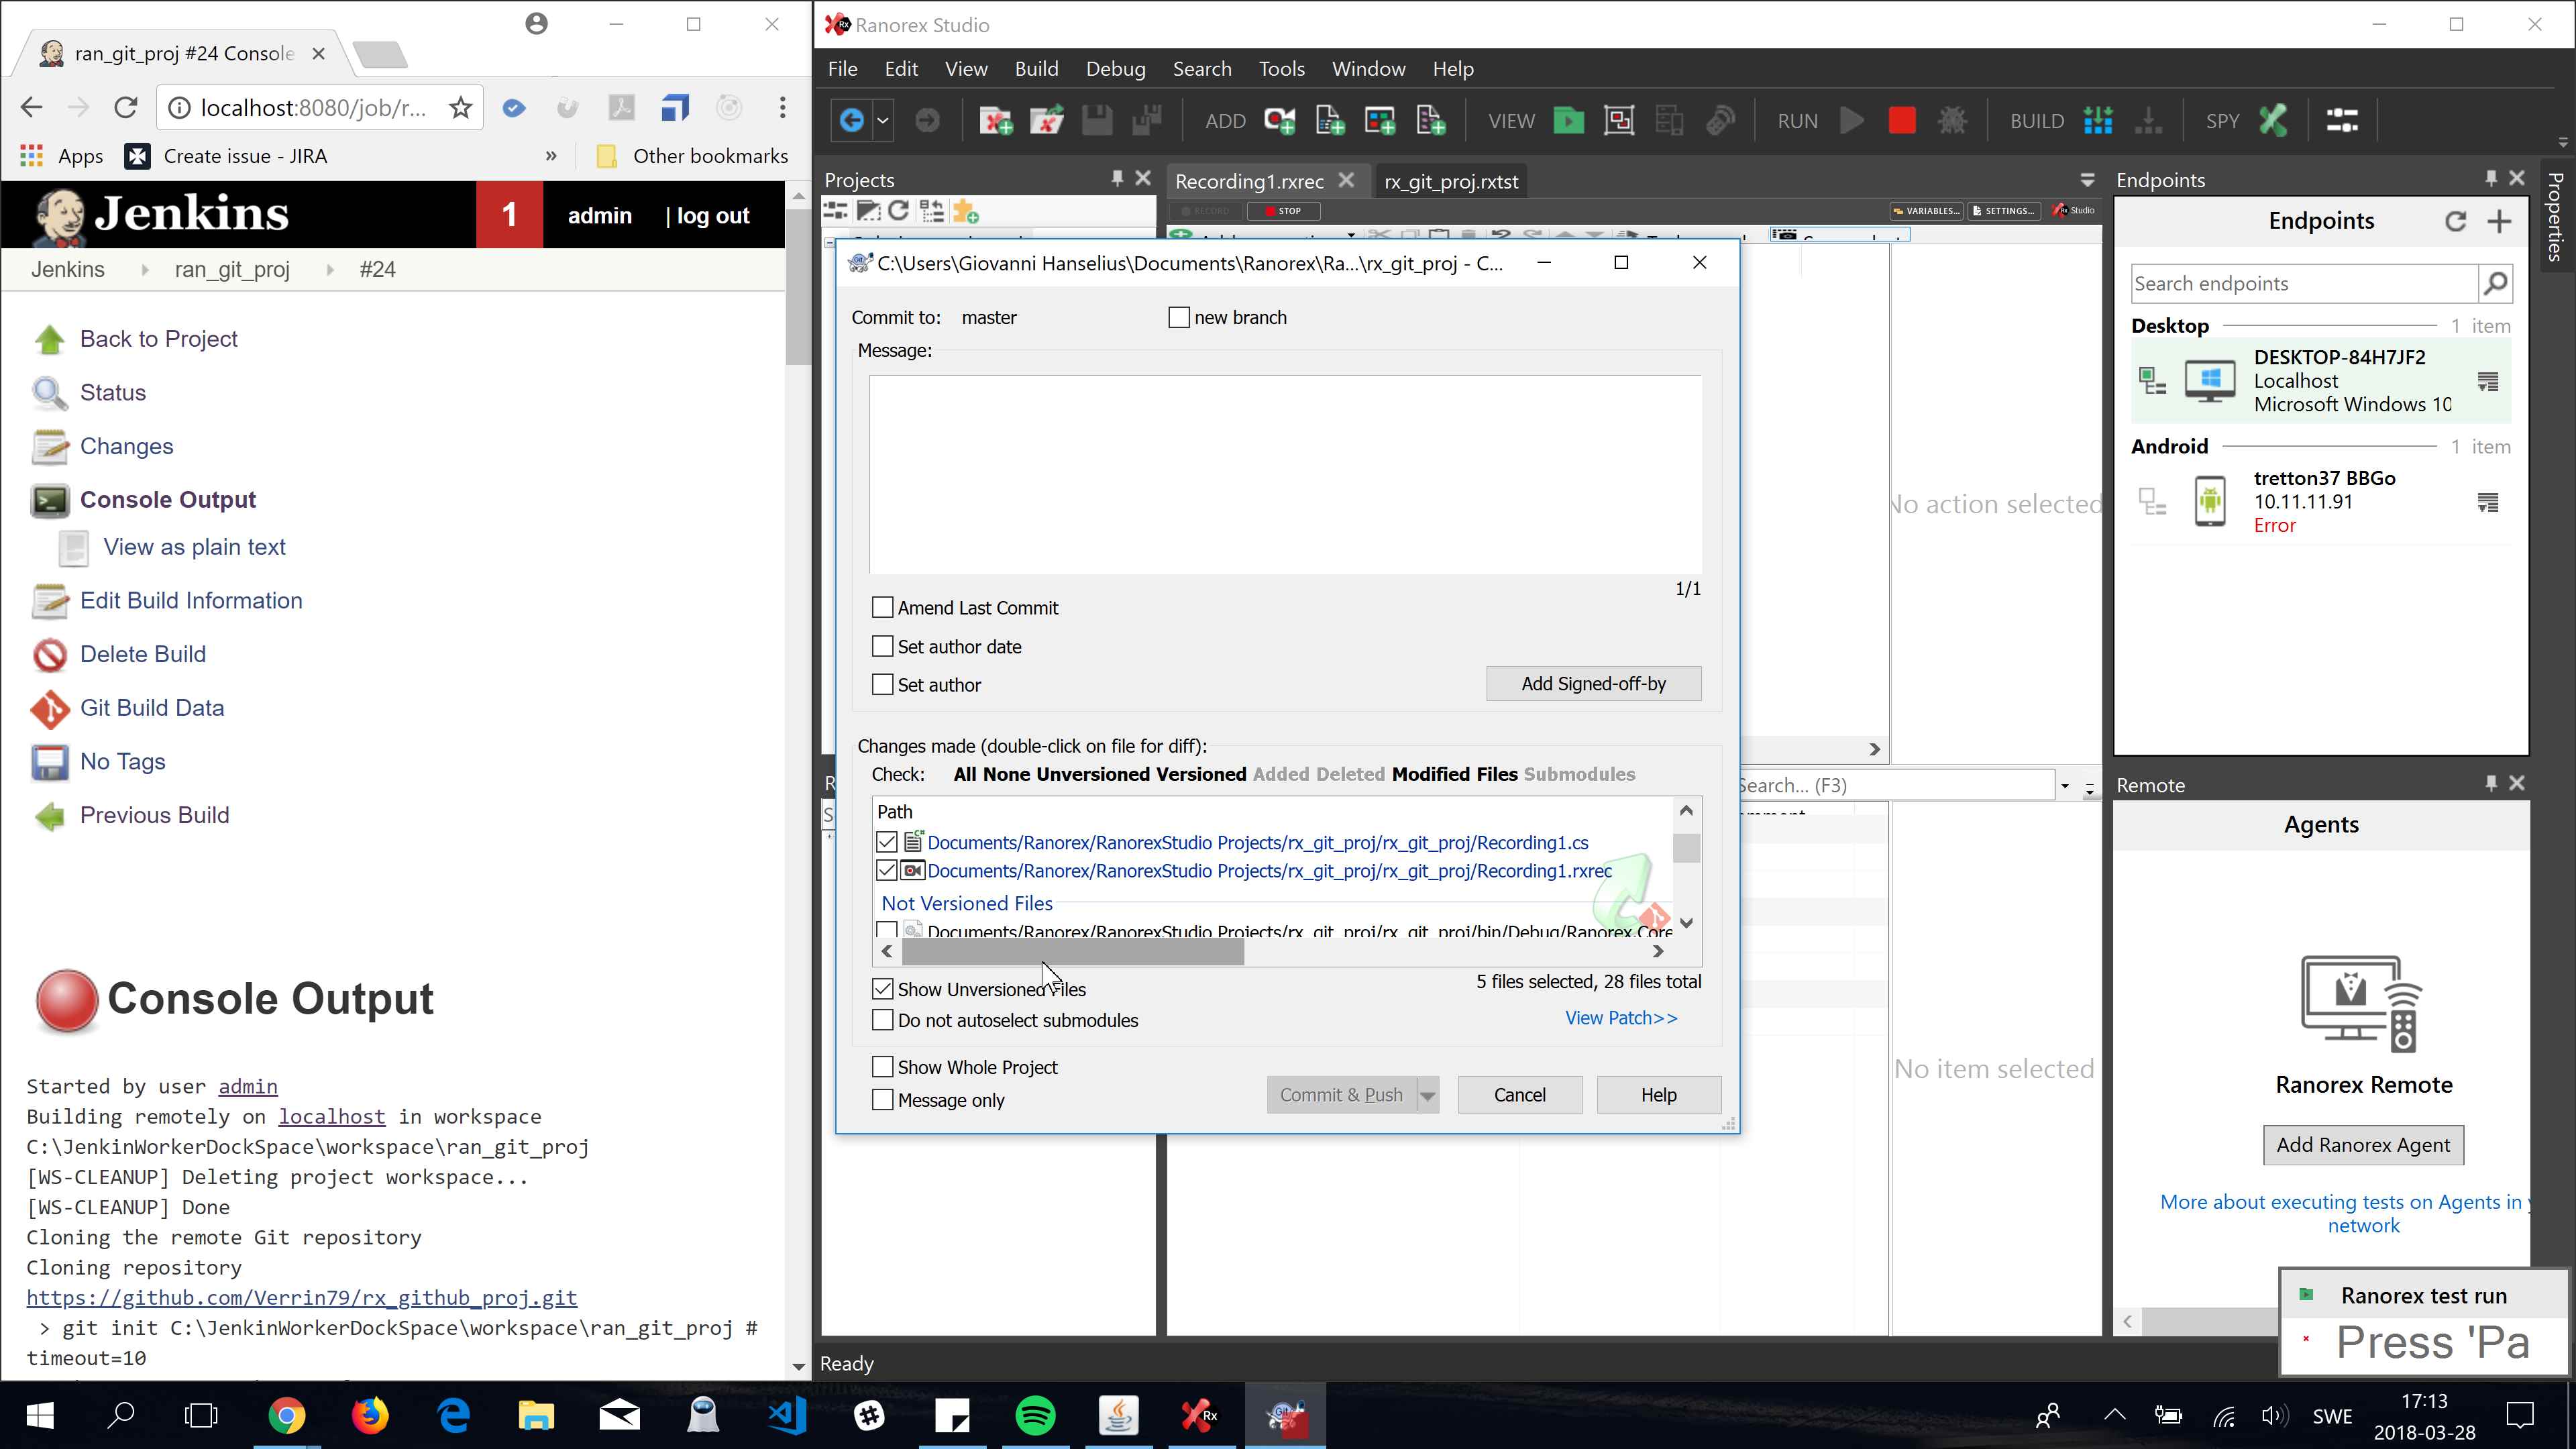 ran_git_proj #24 Console
localhost:8080/job/r...
Apps
Create issue - JIRA
»
Other bookmarks
Jenkins
1
admin
| log out
Jenkins
ran_git_proj
#24
Back to Project
Status
Changes
Console Output
View as plain text
Edit Build Information
Delete Build
Git Build Data
No Tags
Previous Build
Console Output
Started by user admin
Building remotely on localhost in workspace
C:\JenkinWorkerDockSpace\workspace\ran_git_proj
[WS-CLEANUP] Deleting project workspace...
[WS-CLEANUP] Done
Cloning the remote Git repository
Cloning repository
https://github.com/Verrin79/rx_github_proj.git
> git init C:\JenkinWorkerDockSpace\workspace\ran_git_proj #
timeout=10
Ranorex Studio
File Edit View Build Debug Search Tools Window Help
ADD VIEW RUN BUILD SPY
Projects
Recording1.rxrec
rx_git_proj.rxtst
RECORD
STOP
VARIABLES...
SETTINGS...
Studio
C:\Users\Giovanni Hanselius\Documents\Ranorex\Ra...\rx_git_proj - C...
Commit to: master
new branch
Message:
1/1
Amend Last Commit
Set author date
Set author
Add Signed-off-by
Changes made (double-click on file for diff):
Check: All None Unversioned Versioned Added Deleted Modified Files Submodules
Path
Documents/Ranorex/RanorexStudio Projects/rx_git_proj/rx_git_proj/Recording1.cs
Documents/Ranorex/RanorexStudio Projects/rx_git_proj/rx_git_proj/Recording1.rxrec
Not Versioned Files
Documents/Ranorex/RanorexStudio Projects/rx_git_proj/rx_git_proj/bin/Debug/Ranorex.Core
Show Unversioned Files
5 files selected, 28 files total
Do not autoselect submodules
View Patch>>
Show Whole Project
Message only
Commit & Push
Cancel
Help
No action selected
Search... (F3)
No item selected
Ready
Endpoints
Endpoints
Search endpoints
Desktop
1 item
DESKTOP-84H7JF2
Localhost
Microsoft Windows 10
Android
1 item
tretton37 BBGo
10.11.11.91
Error
Properties
Remote
Agents
Ranorex Remote
Add Ranorex Agent
More about executing tests on Agents in y
network
Ranorex test run
Press 'Pa
SWE
17:13
2018-03-28